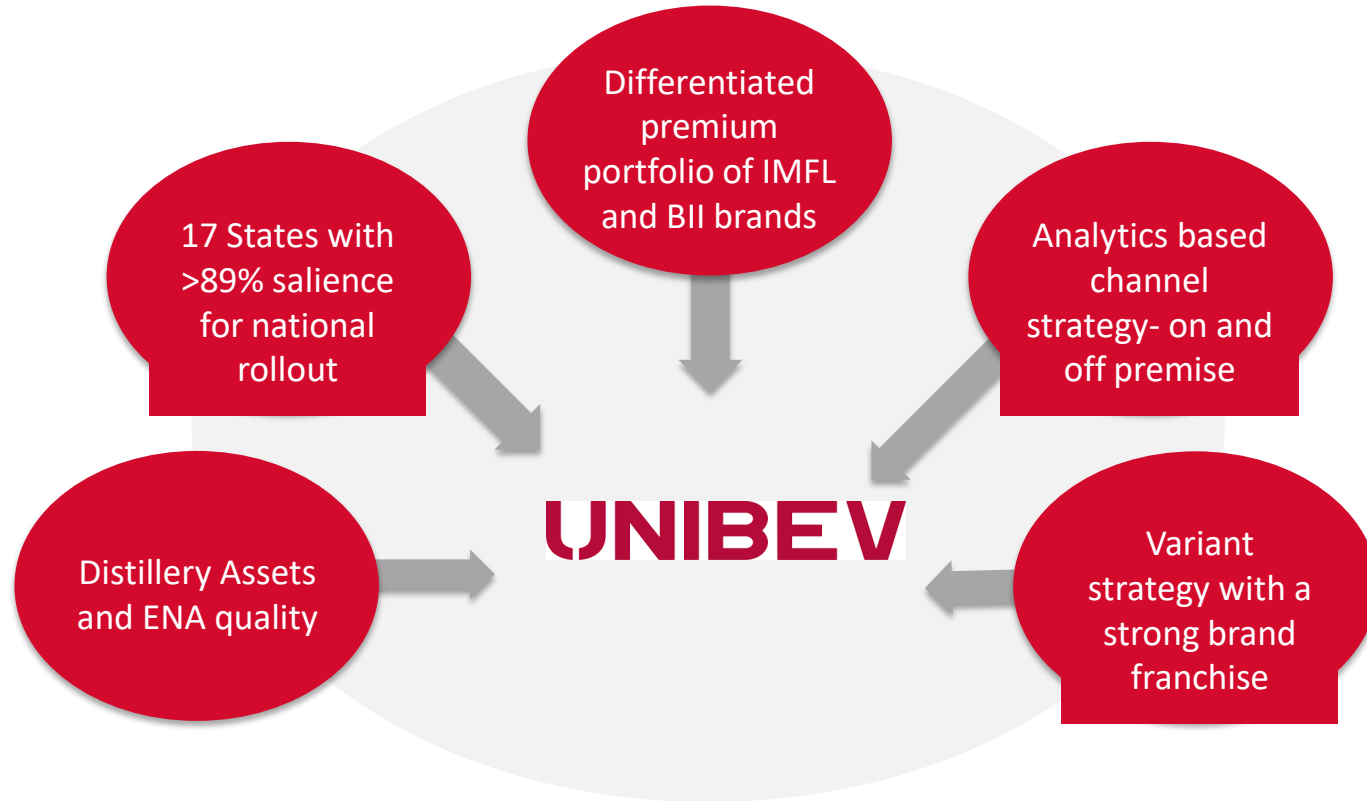 Differentiated
premium
portfolio of IMFL
and BII brands
17 States with
>89% salience
for national
rollout
Analytics based
channel
strategy- on and
off premise
UNIBEV
Distillery Assets
and ENA quality
Variant
strategy with a
strong brand
franchise